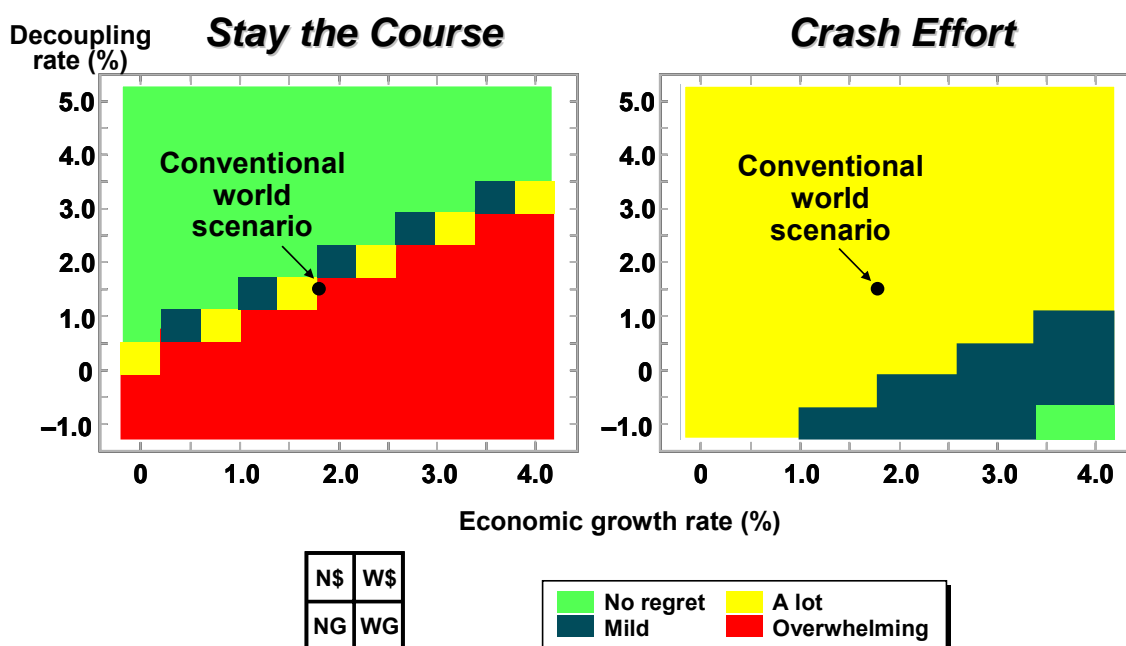 Stay the Course
Crash Effort
Decoupling
rate (%)
5.0
4.0
3.0
2.0
1.0
0
–1.0
Conventional
world
scenario
0 1.0 2.0 3.0 4.0
5.0
4.0
3.0
2.0
1.0
0
–1.0
Conventional
world
scenario
0 1.0 2.0 3.0 4.0
Economic growth rate (%)
N$ W$
NG WG
No regret A lot
Mild Overwhelming